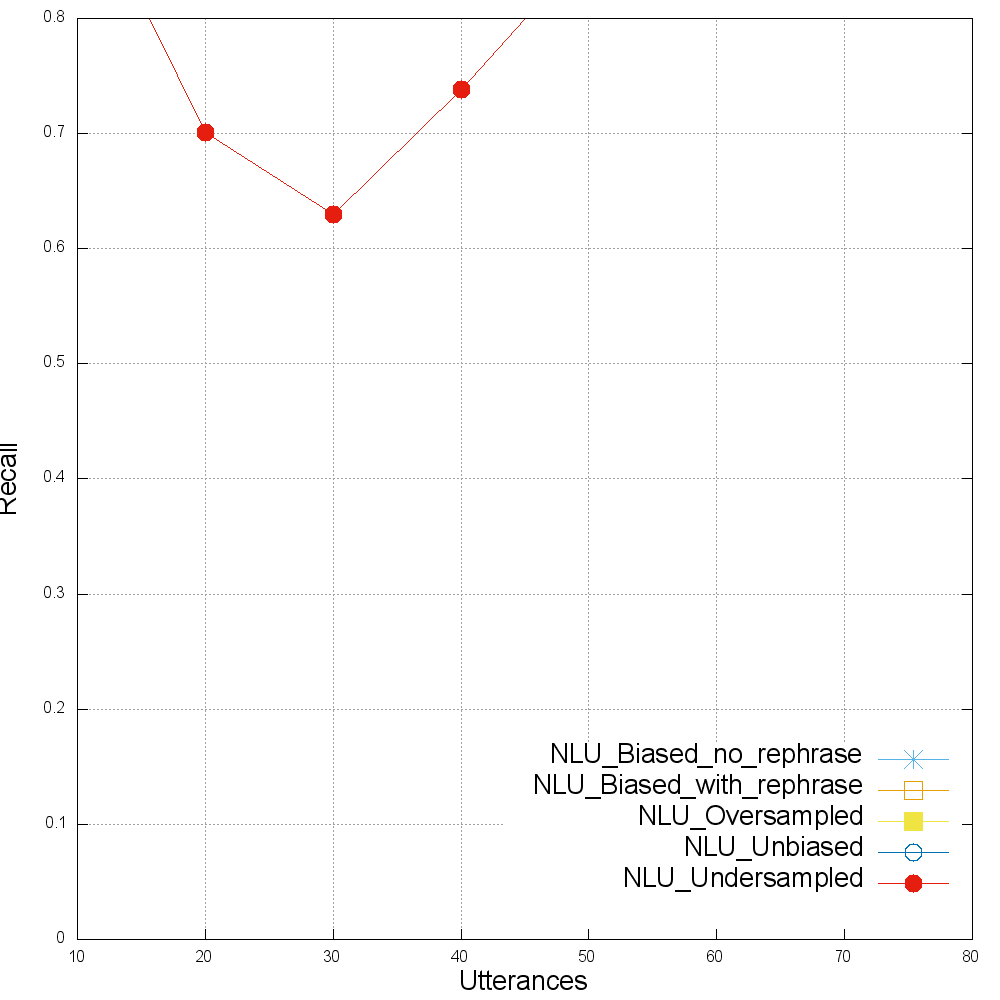 0.8
0.7
0.6
0.5
0.4
0.3
0.2
0.1
0
Recall
NLU_Biased_no_rephrase
NLU_Biased_with_rephrase
NLU_Oversampled
NLU_Unbiased
NLU_Undersampled
10 20 30 40 50 60 70 80
Utterances